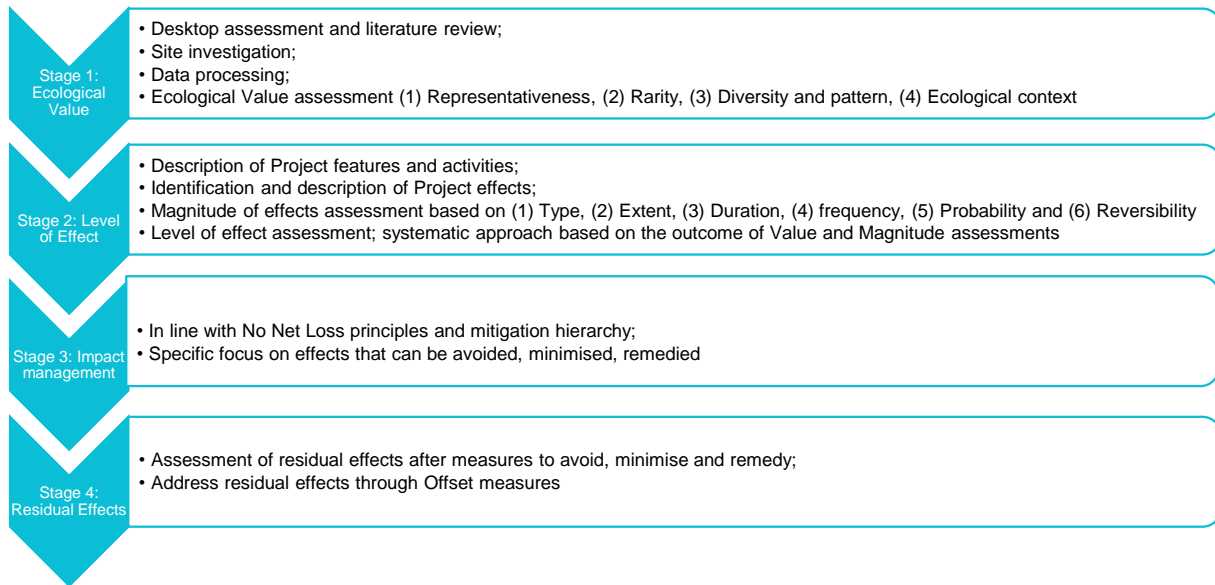 Stage 1:
Ecological
Value
• Desktop assessment and literature review;
• Site investigation;
• Data processing;
• Ecological Value assessment (1) Representativeness, (2) Rarity, (3) Diversity and pattern, (4) Ecological context
Stage 2: Level
of Effect
• Description of Project features and activities;
• Identification and description of Project effects;
• Magnitude of effects assessment based on (1) Type, (2) Extent, (3) Duration, (4) frequency, (5) Probability and (6) Reversibility
• Level of effect assessment; systematic approach based on the outcome of Value and Magnitude assessments
Stage 3: Impact
management
• In line with No Net Loss principles and mitigation hierarchy;
• Specific focus on effects that can be avoided, minimised, remedied
Stage 4:
Residual Effects
• Assessment of residual effects after measures to avoid, minimise and remedy;
• Address residual effects through Offset measures